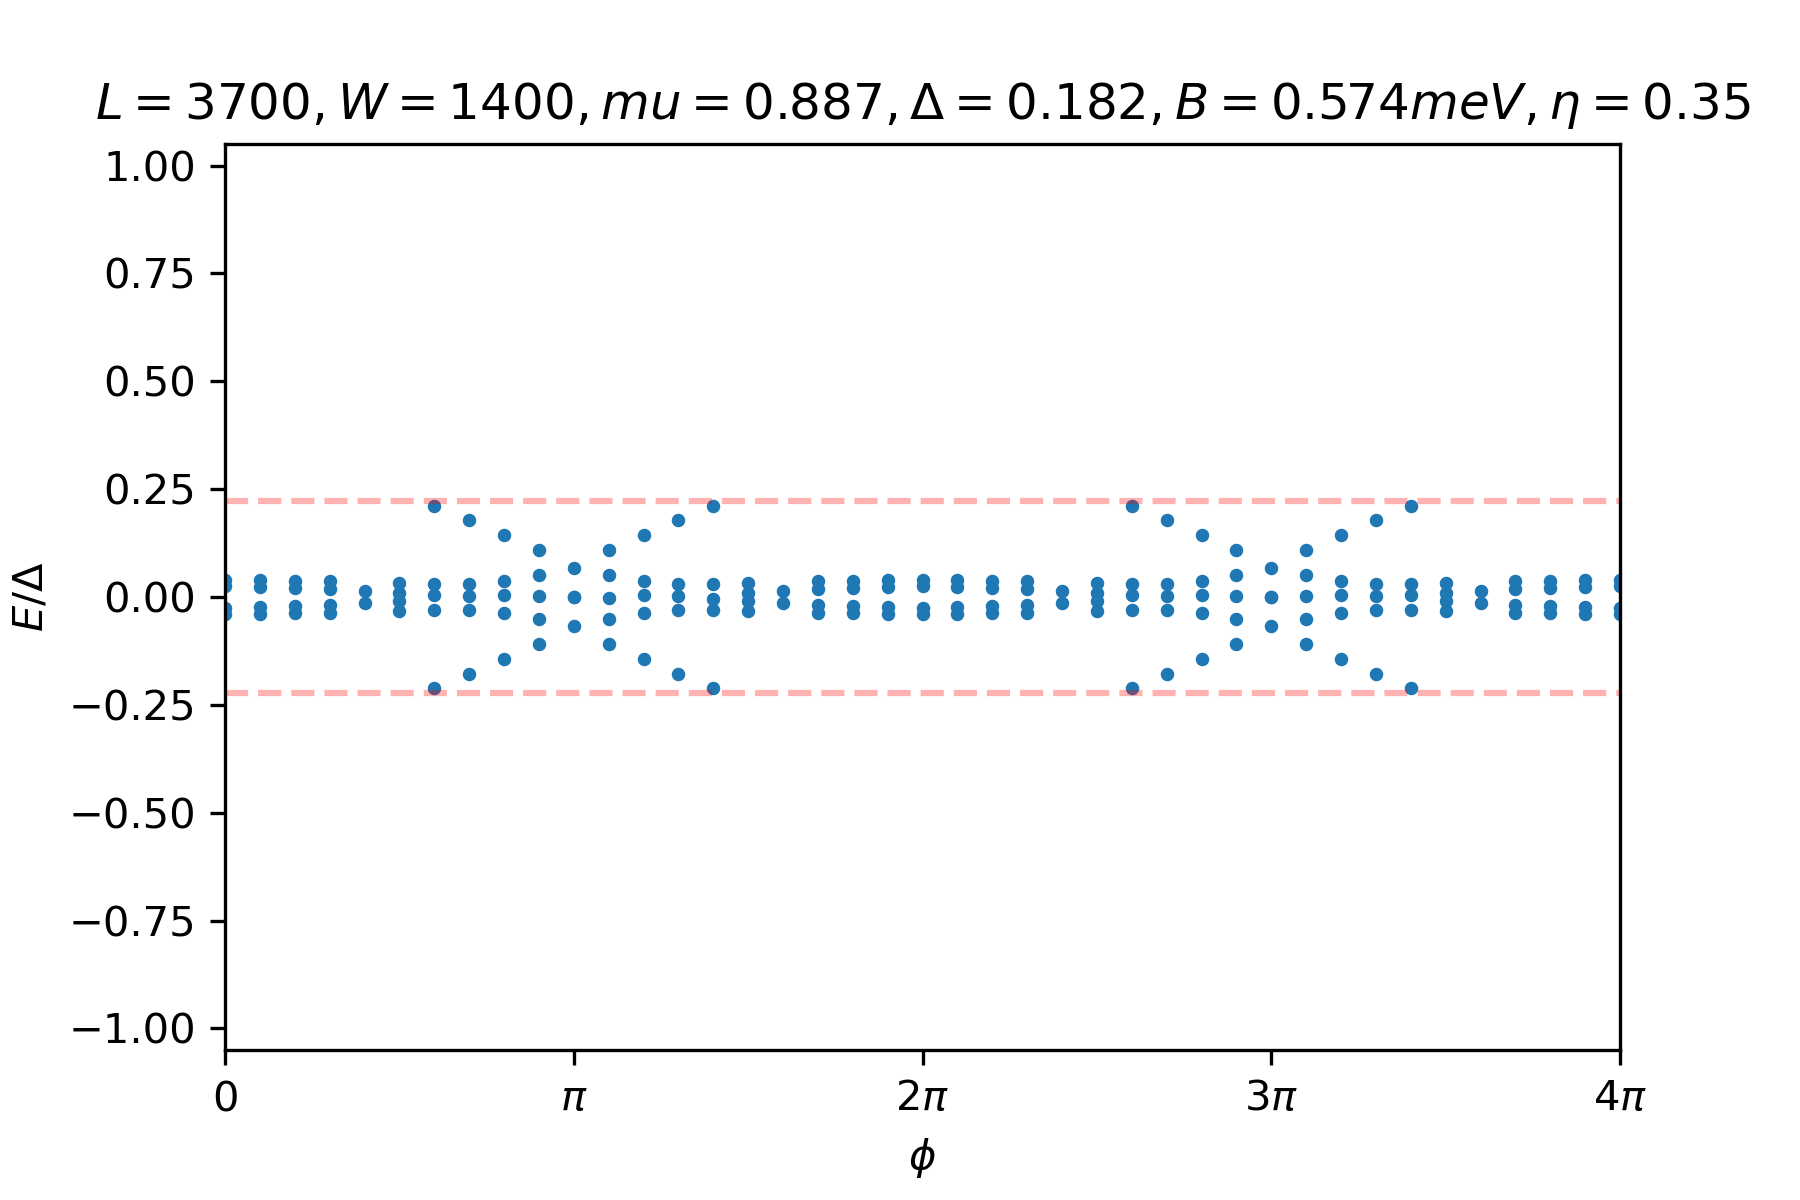 L = 3700, W = 1400, mu = 0.887, Δ = 0.182, B = 0.574meV, η = 0.35
1.00
0.75
0.50
0.25
0.00
−0.25
−0.50
−0.75
−1.00
E/Δ
0 π 2π 3π 4π
ϕ